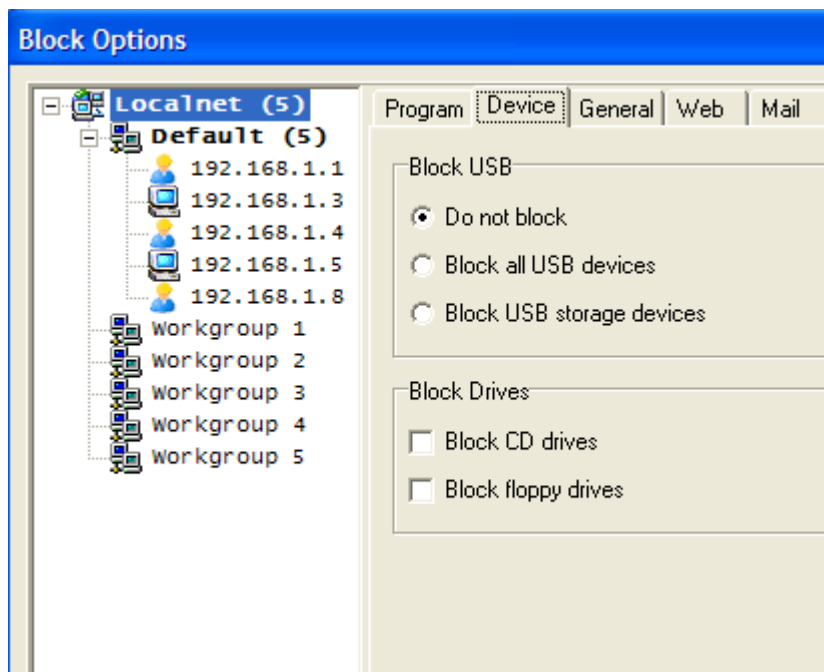 Block Options
Localnet (5)
Default (5)
192.168.1.1
192.168.1.3
192.168.1.4
192.168.1.5
192.168.1.8
Workgroup 1
Workgroup 2
Workgroup 3
Workgroup 4
Workgroup 5
Program Device General Web Mail
Block USB
Do not block
Block all USB devices
Block USB storage devices
Block Drives
Block CD drives
Block floppy drives